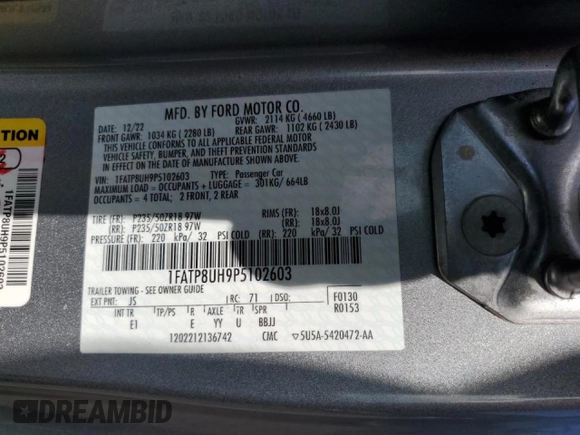 MFD. BY FORD MOTOR CO.
DATE: 12/22 GVWR: 2114 KG ( 4660 LB)
FRONT GAWR: 1034 KG ( 2280 LB) REAR GAWR: 1102 KG ( 2430 LB)
THIS VEHICLE CONFORMS TO ALL APPLICABLE FEDERAL MOTOR
VEHICLE SAFETY, BUMPER, AND THEFT PREVENTION STANDARDS
IN EFFECT ON THE DATE OF MANUFACTURE SHOWN ABOVE.
VIN: 1FATP8UH9P5102603 TYPE: Passenger Car
MAXIMUM LOAD = OCCUPANTS + LUGGAGE = 301KG/ 664LB
OCCUPANTS = 4 TOTAL: 2 FRONT, 2 REAR
TIRE (FR): P235/50ZR18 97W RIMS (FR): 18x8.0J
(RR): P235/50ZR18 97W (RR): 18x8.0J
PRESSURE (FR): 220 kPa/ 32 PSI COLD (RR): 220 kPa/ 32 PSI COLD
1FATP8UH9P5102603
TRAILER TOWING - SEE OWNER GUIDE
EXT PNT: JS RC: 71 DSO: F0130
INT TR TP/PS R AXLE TR SPR R0153
EI E YY U BBJJ
1202212136742 CMC ▽5U5A-5420472-AA
TION
2
1FATP8UH9P5102603
DREAMBID